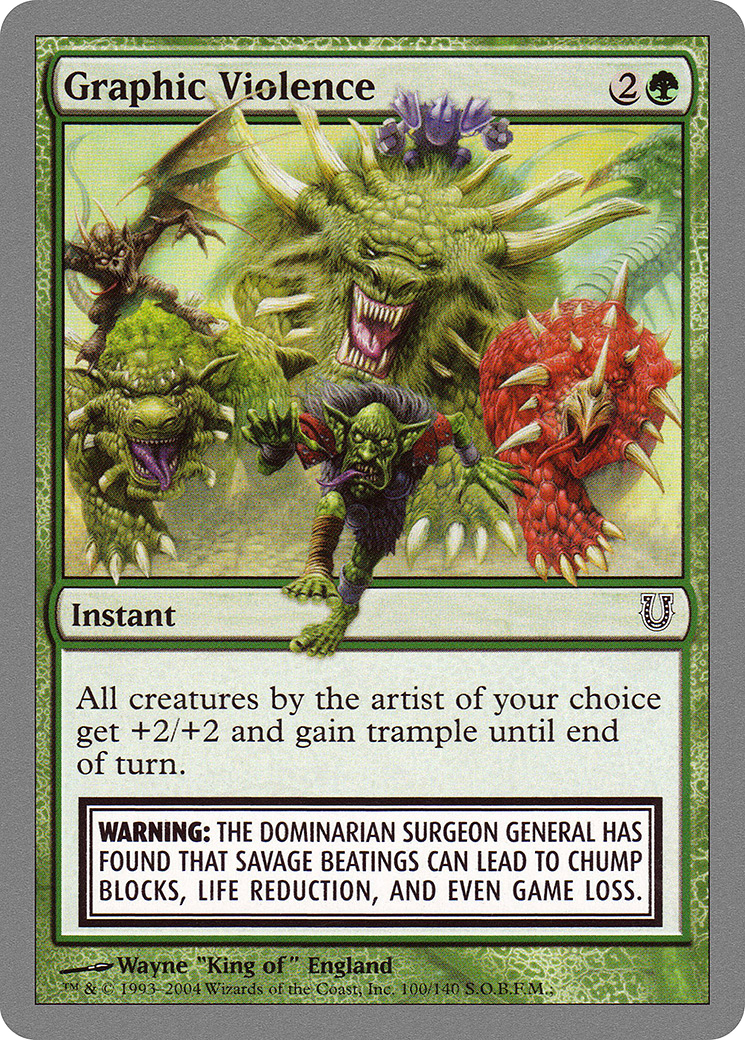 Graphic Violence 2
Instant
All creatures by the artist of your choice
get +2/+2 and gain trample until end
of turn.
WARNING: THE DOMINARIAN SURGEON GENERAL HAS
FOUND THAT SAVAGE BEATINGS CAN LEAD TO CHUMP
BLOCKS, LIFE REDUCTION, AND EVEN GAME LOSS.
Wayne "King of" England
™ & © 1993–2004 Wizards of the Coast, Inc. 100/140 S.O.B.F.M.;